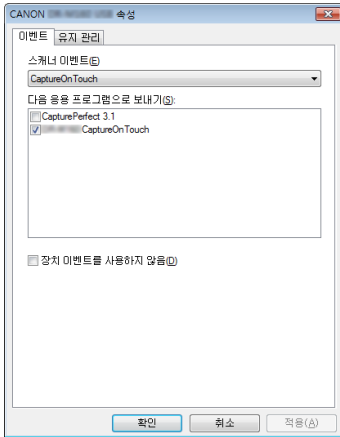 CANON 속성
이벤트 유지 관리
스캐너 이벤트(E)
CaptureOnTouch
다음 응용 프로그램으로 보내기(S):
CapturePerfect 3.1
CaptureOnTouch
장치 이벤트를 사용하지 않음(D)
확인 취소 적용(A)